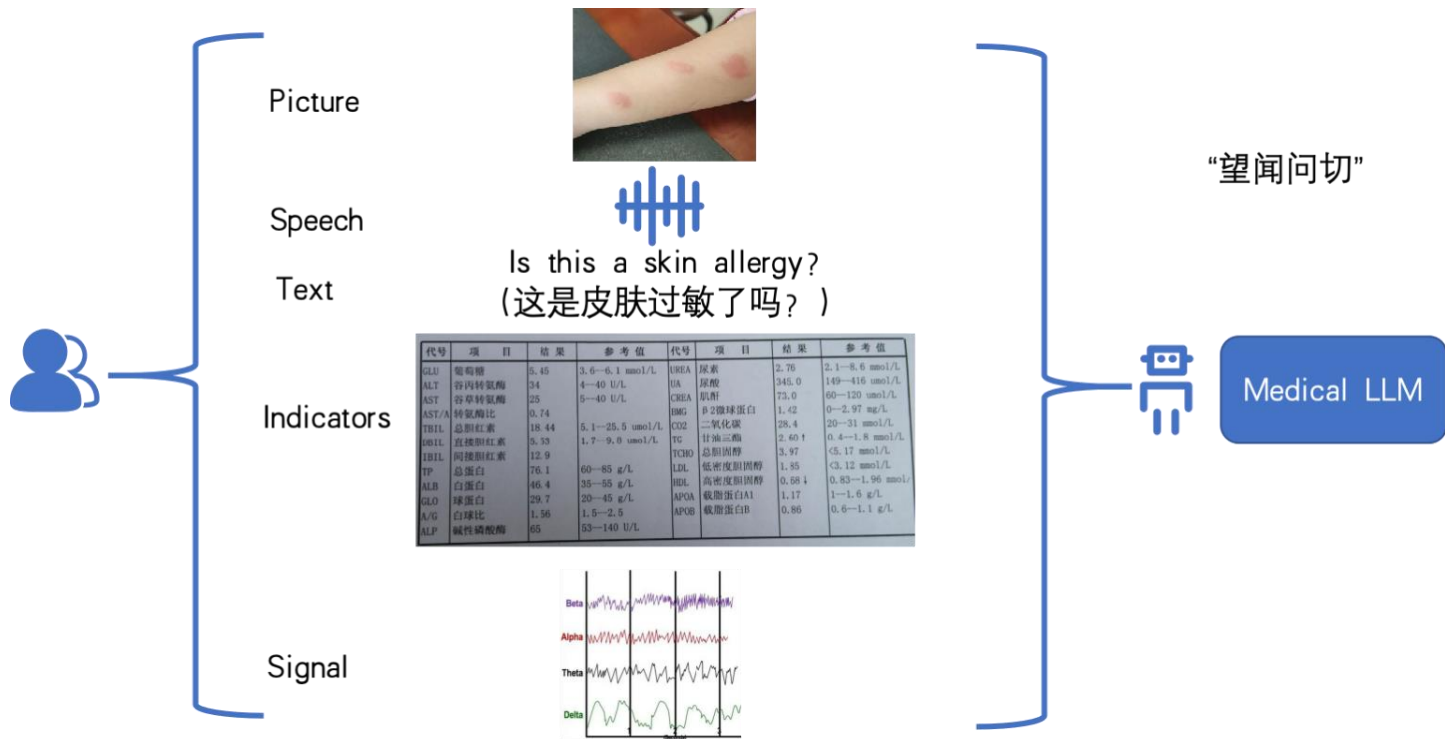 Picture
“望闻问切”
Speech
Is this a skin allergy?
(这是皮肤过敏了吗？)
Text
Medical LLM
Indicators
代号 项 目 结 果 参 考 值 代号 项 目 结 果 参 考 值
GLU 葡萄糖 5.45 3.6--6.1 mmol/L UREA 尿素 2.76 2.1--8.6 mmol/L
ALT 谷丙转氨酶 34 4--40 U/L UA 尿酸 345.0 149--416 umol/L
AST 谷草转氨酶 25 5--40 U/L CREA 肌酐 73.0 60--120 umol/L
AST/A 转氨酶比 0.74 BMG β2微球蛋白 1.42 0--2.97 mg/L
TBIL 总胆红素 18.44 5.1--25.5 umol/L CO2 二氧化碳 28.4 20--31 mmol/L
DBIL 直接胆红素 5.53 1.7--9.0 umol/L TG 甘油三酯 2.60↑ 0.4--1.8 mmol/L
IBIL 间接胆红素 12.9 TCHO 总胆固醇 3.97 <5.17 mmol/L
TP 总蛋白 76.1 60--85 g/L LDL 低密度胆固醇 1.85 <3.12 mmol/L
ALB 白蛋白 46.4 35--55 g/L HDL 高密度胆固醇 0.68↓ 0.83--1.96 mmol/
GLO 球蛋白 29.7 20--45 g/L APOA 载脂蛋白A1 1.17 1--1.6 g/L
A/G 白球比 1.56 1.5--2.5 APOB 载脂蛋白B 0.86 0.6--1.1 g/L
ALP 碱性磷酸酶 65 53--140 U/L
Signal
Beta
Alpha
Theta
Delta